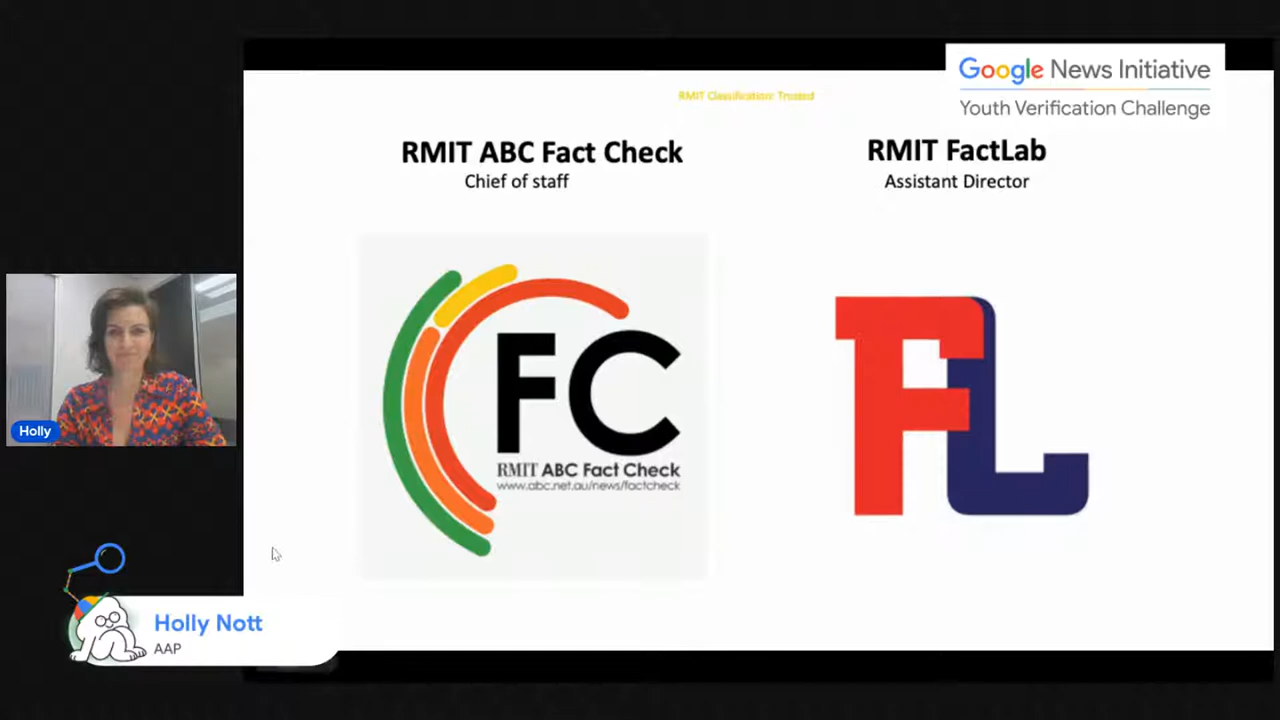 Google News Initiative
Youth Verification Challenge
RMIT Classification: Trusted
RMIT ABC Fact Check
Chief of staff
RMIT FactLab
Assistant Director
FC
RMIT ABC Fact Check
www.abc.net.au/news/factcheck
FL
Holly
Holly Nott
AAP